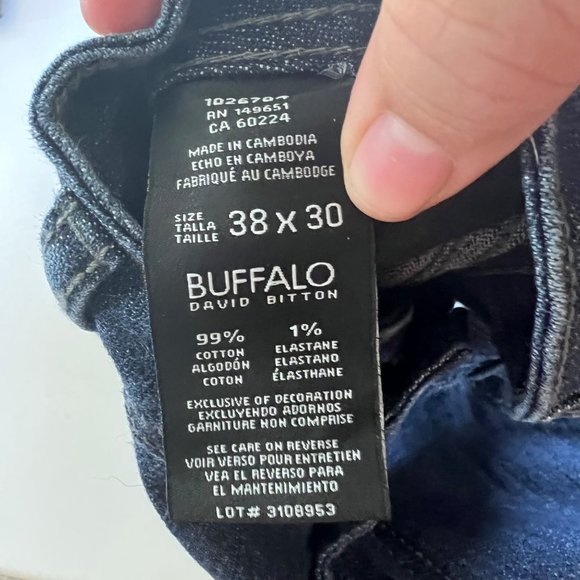 RN 149651
CA 60224
MADE IN CAMBODIA
ECHO EN CAMBOYA
FABRIQUÉ AU CAMBODGE
SIZE
TALLA
TAILLE
38 X 30
BUFFALO
DAVID BITTON
99% 1%
COTTON ELASTANE
ALGODÓN ELASTANO
COTON ÉLASTHANE
EXCLUSIVE OF DECORATION
EXCLUYENDO ADORNOS
GARNITURE NON COMPRISE
SEE CARE ON REVERSE
VOIR VERSO POUR ENTRETIEN
VEA EL REVERSO PARA
EL MANTENIMIENTO
LOT# 3108953